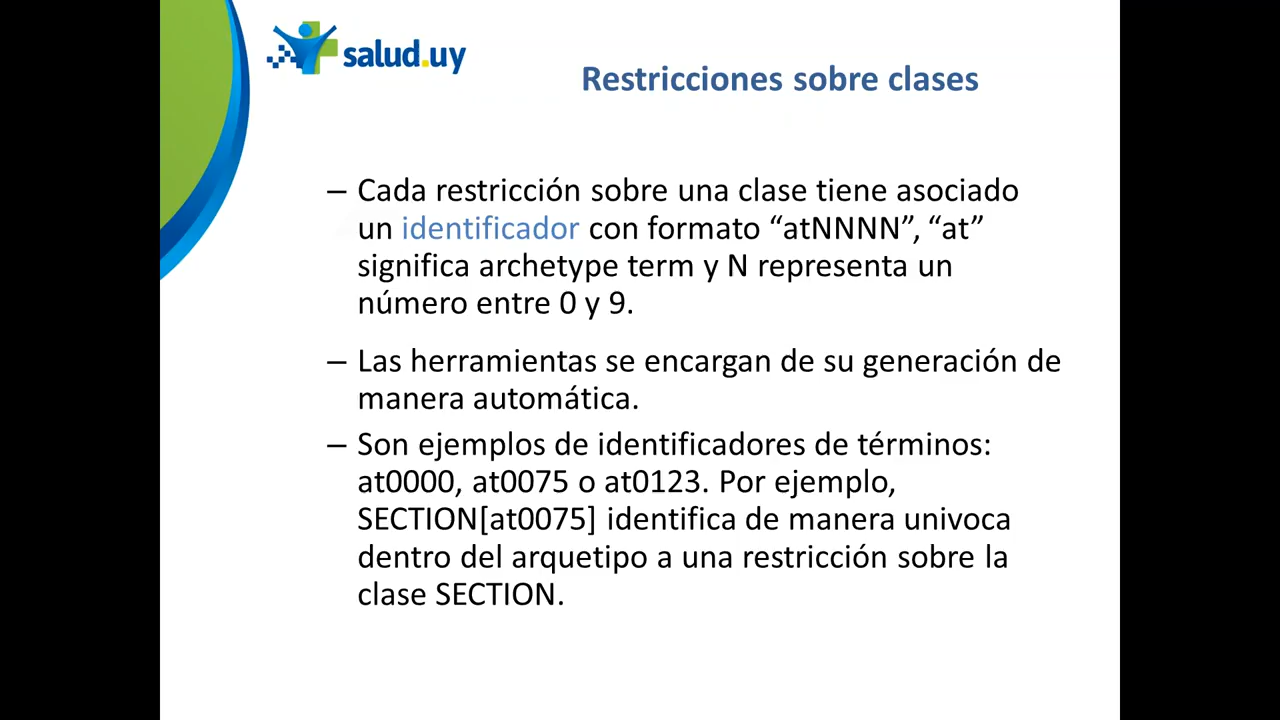 salud.uy
Restricciones sobre clases
– Cada restricción sobre una clase tiene asociado
un identificador con formato “atNNNN”, “at”
significa archetype term y N representa un
número entre 0 y 9.
– Las herramientas se encargan de su generación de
manera automática.
– Son ejemplos de identificadores de términos:
at0000, at0075 o at0123. Por ejemplo,
SECTION[at0075] identifica de manera univoca
dentro del arquetipo a una restricción sobre la
clase SECTION.